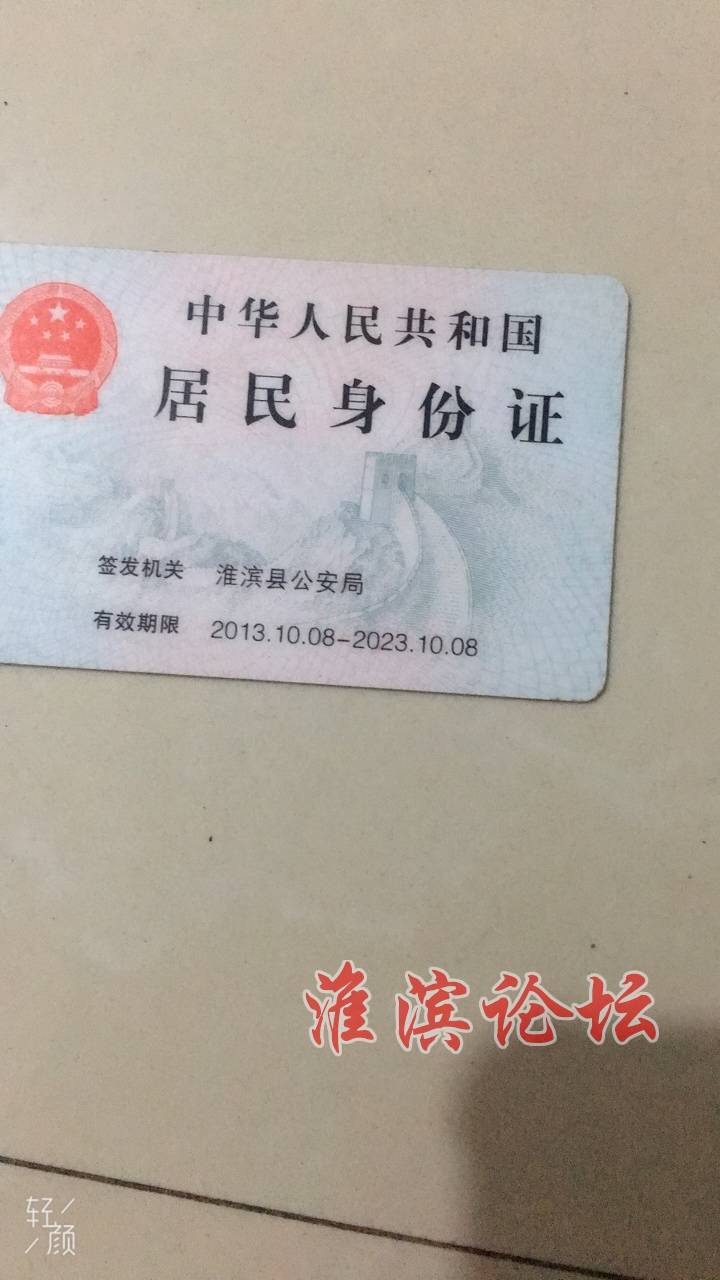 中华人民共和国
居民身份证
签发机关 淮滨县公安局
有效期限 2013.10.08-2023.10.08
淮滨论坛
轻
颜